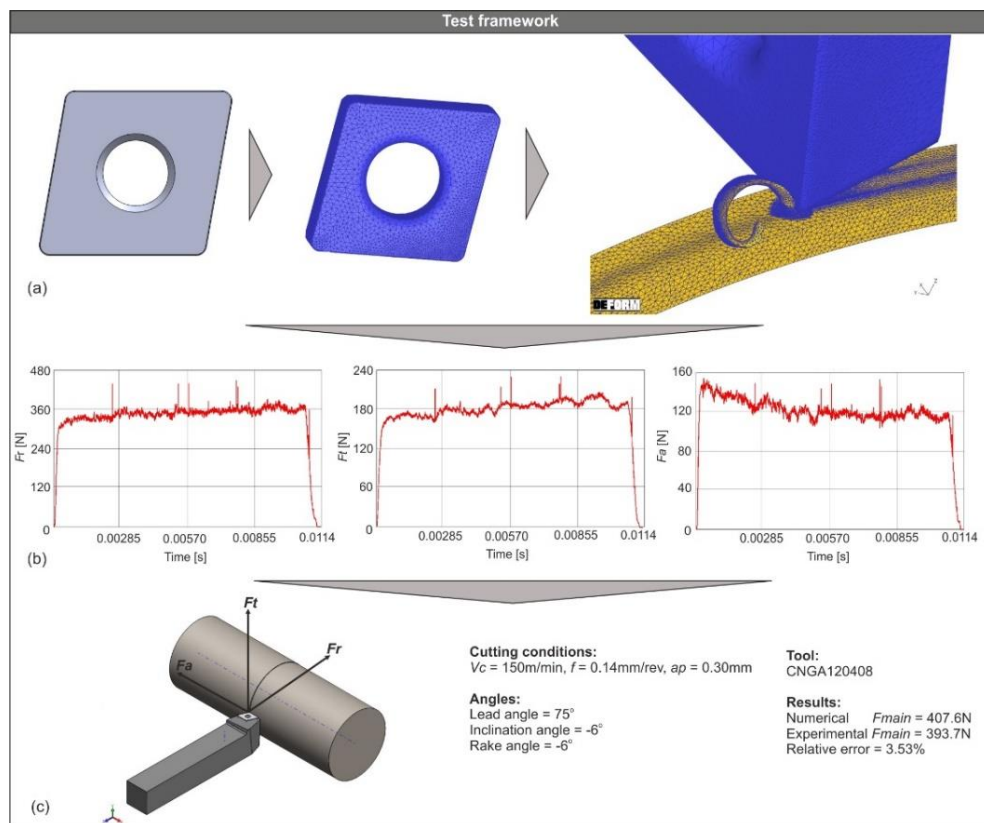 Test framework
(a)
DEFORM
480
360
240
120
0
Fr [N]
0.00285
0.00570
0.00855
0.0114
Time [s]
240
180
120
60
0
Ft [N]
0.00285
0.00570
0.00855
0.0114
Time [s]
160
120
80
40
0
Fa [N]
0.00285
0.00570
0.00855
0.0114
Time [s]
(b)
Ft
Fr
Fa
(c)
Cutting conditions:
Vc = 150m/min, f = 0.14mm/rev, ap = 0.30mm
Angles:
Lead angle = 75°
Inclination angle = -6°
Rake angle = -6°
Tool:
CNGA120408
Results:
Numerical Fmain = 407.6N
Experimental Fmain = 393.7N
Relative error = 3.53%